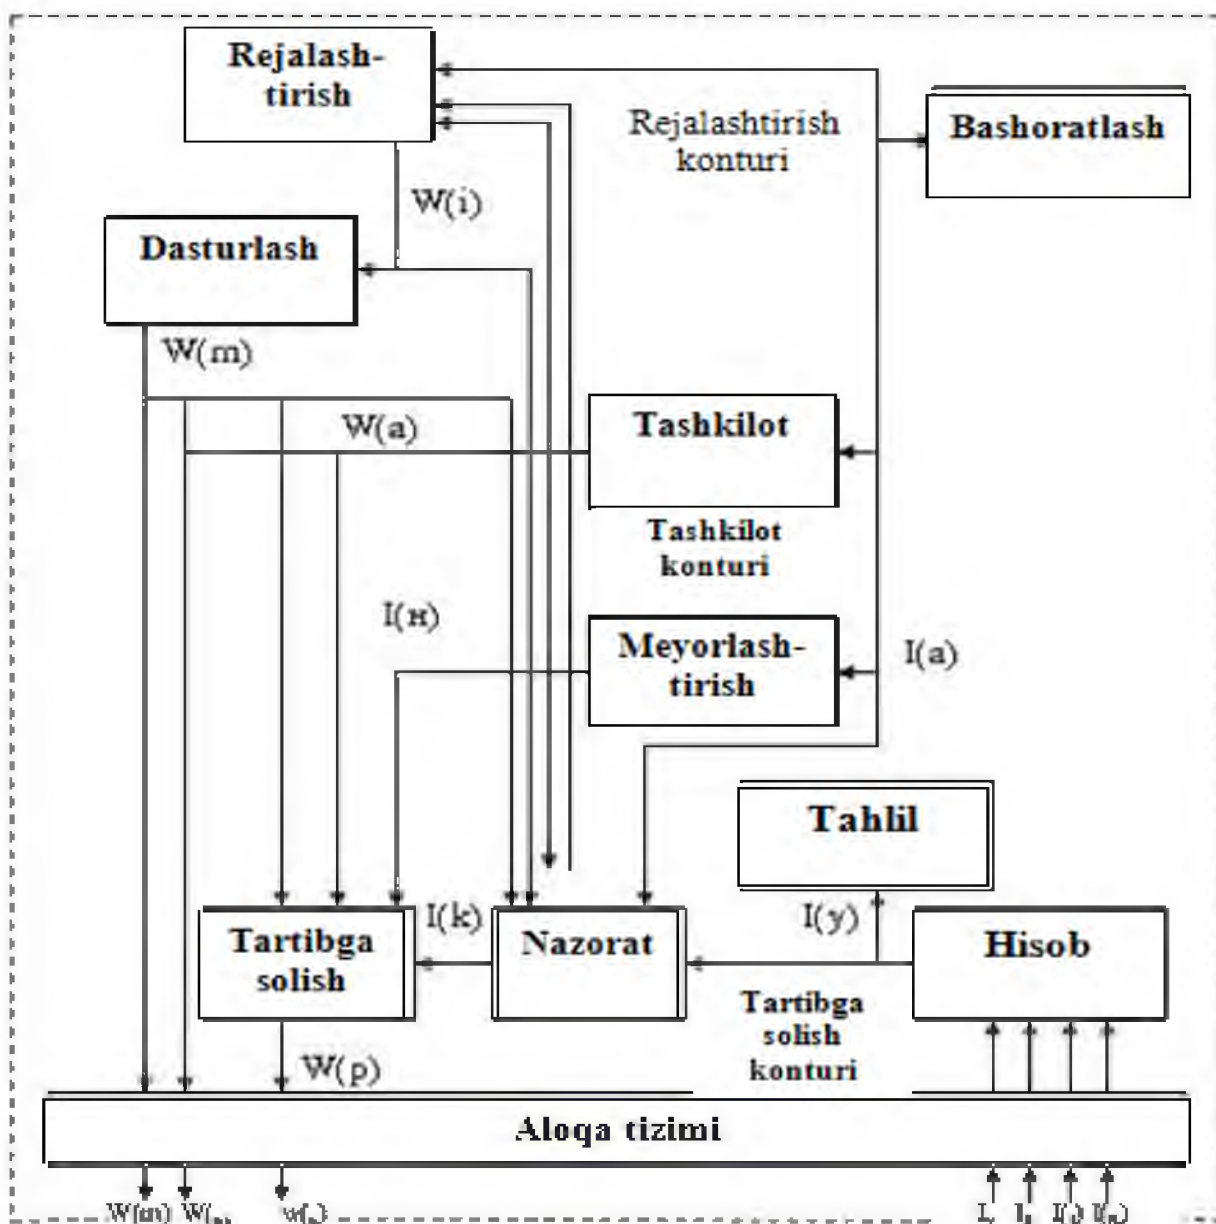 Rejalash-
tirish
Rejalashtirish
konturi
Bashoratlash
W(i)
Dasturlash
W(m)
W(a)
Tashkilot
Tashkilot
konturi
I(н)
Meyorlash-
tirish
I(a)
Tahlil
I(k)
I(y)
Tartibga
solish
Nazorat
Hisob
Tartibga
solish
konturi
W(p)
Aloqa tizimi